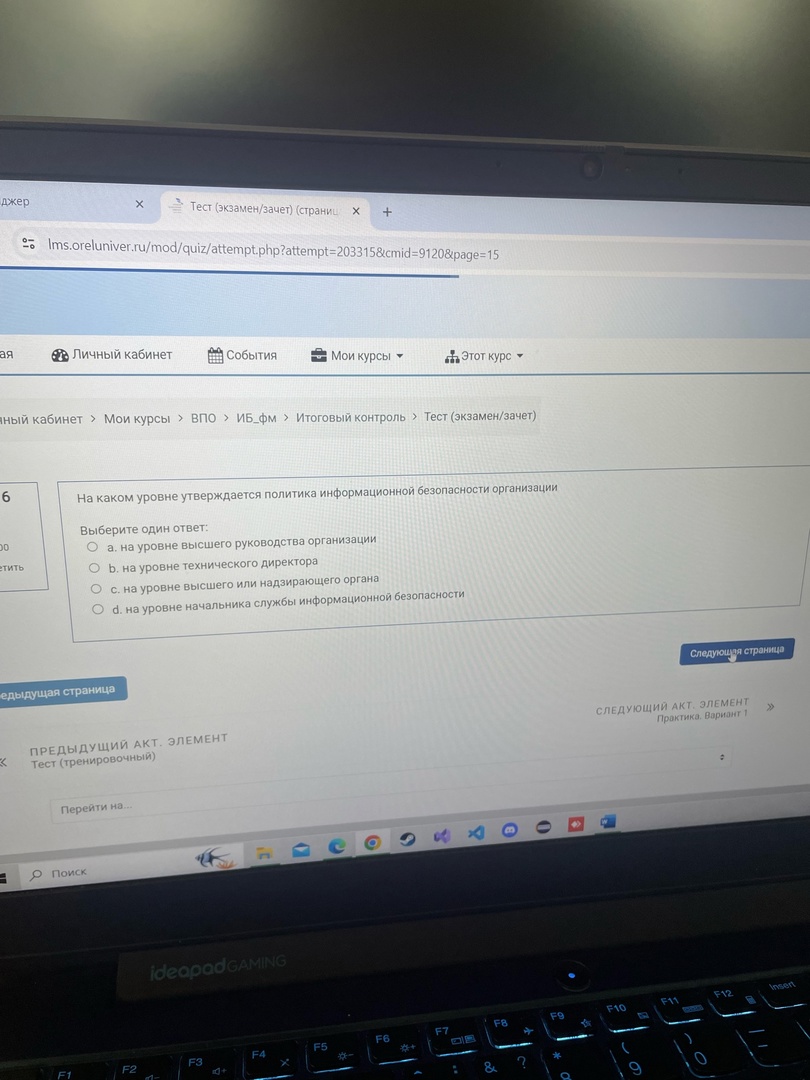 джер
Тест (экзамен/зачет) (страниц
lms.oreluniver.ru/mod/quiz/attempt.php?attempt=203315&cmid=9120&page=15
ая Личный кабинет События Мои курсы Этот курс
ный кабинет > Мои курсы > ВПО > ИБ_фм > Итоговый контроль > Тест (экзамен/зачет)
6
00
етить
На каком уровне утверждается политика информационной безопасности организации
Выберите один ответ:
a. на уровне высшего руководства организации
b. на уровне технического директора
c. на уровне высшего или надзирающего органа
d. на уровне начальника службы информационной безопасности
Следующая страница
едыдущая страница
СЛЕДУЮЩИЙ АКТ. ЭЛЕМЕНТ
Практика. Вариант 1
ПРЕДЫДУЩИЙ АКТ. ЭЛЕМЕНТ
Тест (тренировочный)
Перейти на...
Поиск
ideapad GAMING
F1 F2 F3 F4 F5 F6 F7 F8 F9 F10 F11 F12 Insert
& ? * ( 9 ) 0